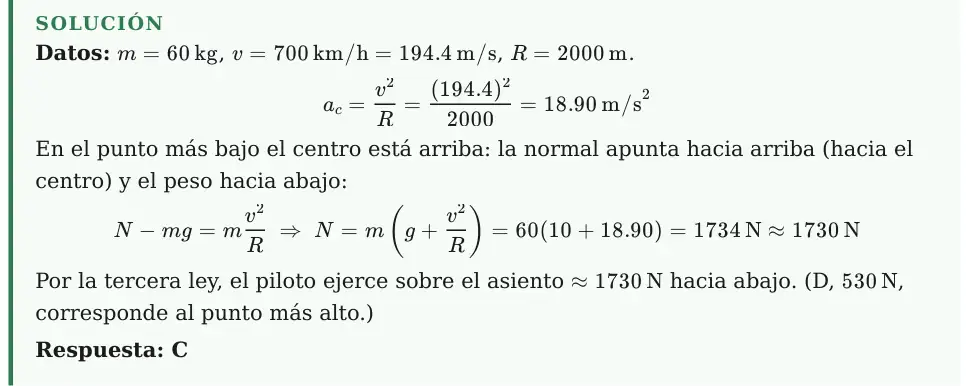 SOLUCIÓN
Datos: m = 60 kg, v = 700 km/h = 194.4 m/s, R = 2000 m.
a_c = v²/R = (194.4)²/2000 = 18.90 m/s²
En el punto más bajo el centro está arriba: la normal apunta hacia arriba (hacia el
centro) y el peso hacia abajo:
N − mg = m v²/R ⇒ N = m(g + v²/R) = 60(10 + 18.90) = 1734 N ≈ 1730 N
Por la tercera ley, el piloto ejerce sobre el asiento ≈ 1730 N hacia abajo. (D, 530 N,
corresponde al punto más alto.)
Respuesta: C